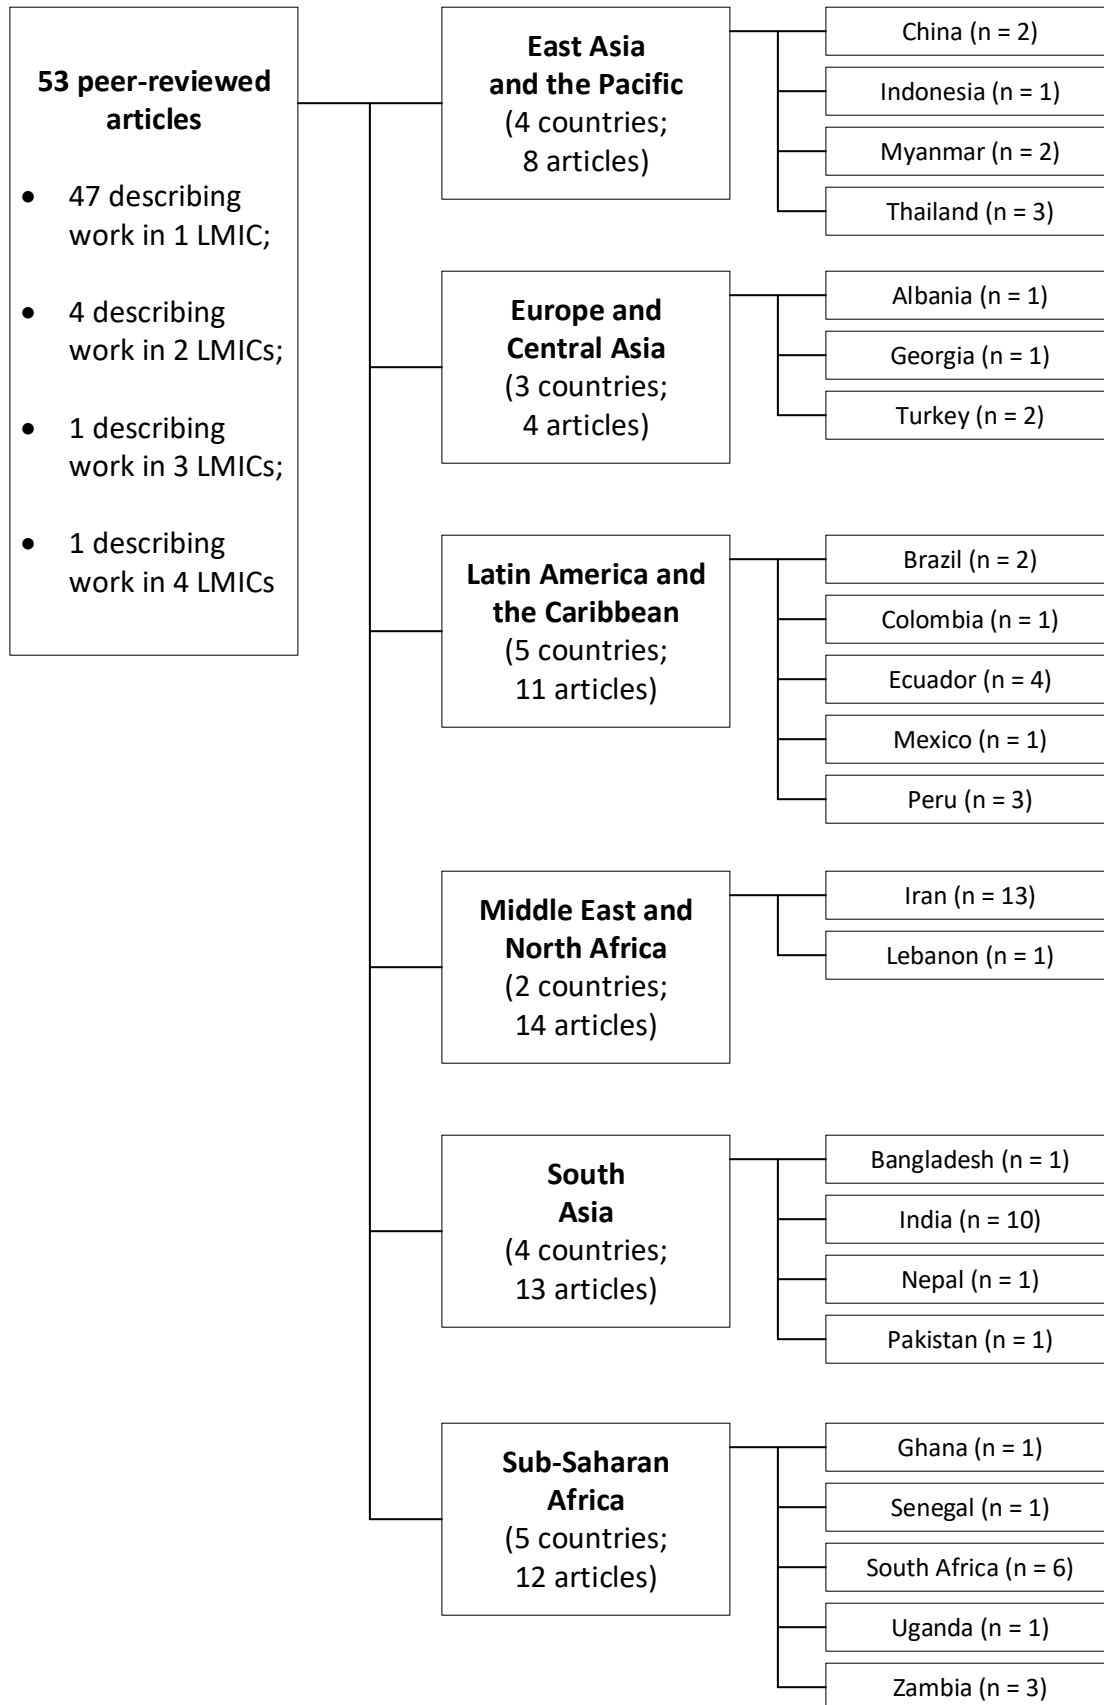 53 peer-reviewed
articles
• 47 describing
work in 1 LMIC;
• 4 describing
work in 2 LMICs;
• 1 describing
work in 3 LMICs;
• 1 describing
work in 4 LMICs
East Asia
and the Pacific
(4 countries;
8 articles)
China (n = 2)
Indonesia (n = 1)
Myanmar (n = 2)
Thailand (n = 3)
Europe and
Central Asia
(3 countries;
4 articles)
Albania (n = 1)
Georgia (n = 1)
Turkey (n = 2)
Latin America and
the Caribbean
(5 countries;
11 articles)
Brazil (n = 2)
Colombia (n = 1)
Ecuador (n = 4)
Mexico (n = 1)
Peru (n = 3)
Middle East and
North Africa
(2 countries;
14 articles)
Iran (n = 13)
Lebanon (n = 1)
South
Asia
(4 countries;
13 articles)
Bangladesh (n = 1)
India (n = 10)
Nepal (n = 1)
Pakistan (n = 1)
Sub-Saharan
Africa
(5 countries;
12 articles)
Ghana (n = 1)
Senegal (n = 1)
South Africa (n = 6)
Uganda (n = 1)
Zambia (n = 3)